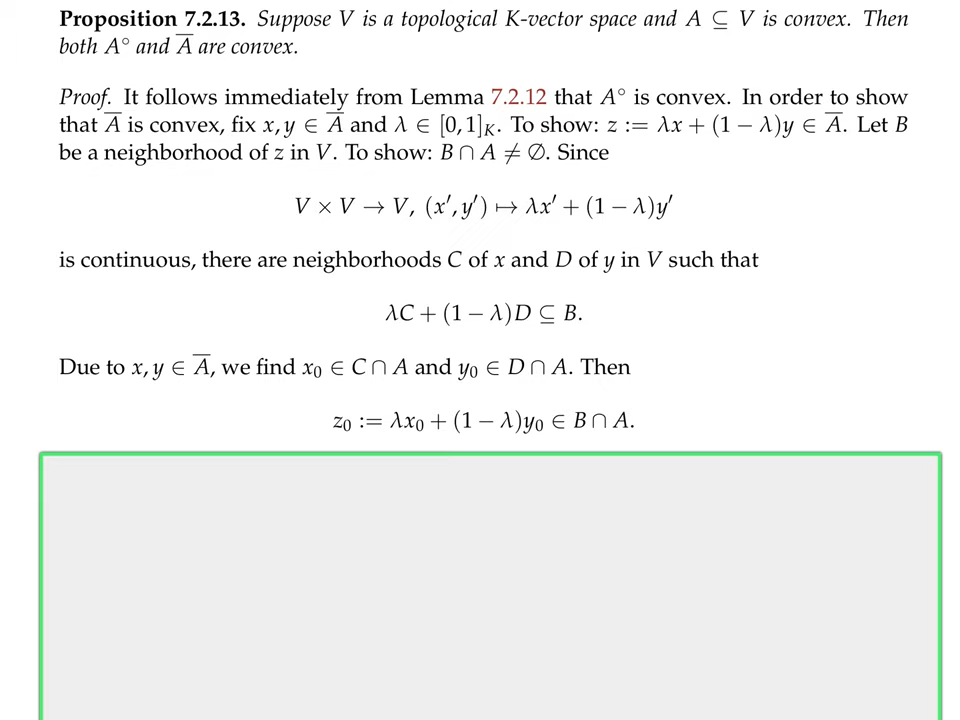 Proposition 7.2.13. Suppose V is a topological K-vector space and A ⊆ V is convex. Then
both A° and A̅ are convex.
Proof. It follows immediately from Lemma 7.2.12 that A° is convex. In order to show
that A̅ is convex, fix x, y ∈ A̅ and λ ∈ [0, 1]_K. To show: z := λx + (1 − λ)y ∈ A̅. Let B
be a neighborhood of z in V. To show: B ∩ A ≠ ∅. Since
V × V → V, (x′, y′) ↦ λx′ + (1 − λ)y′
is continuous, there are neighborhoods C of x and D of y in V such that
λC + (1 − λ)D ⊆ B.
Due to x, y ∈ A̅, we find x₀ ∈ C ∩ A and y₀ ∈ D ∩ A. Then
z₀ := λx₀ + (1 − λ)y₀ ∈ B ∩ A.